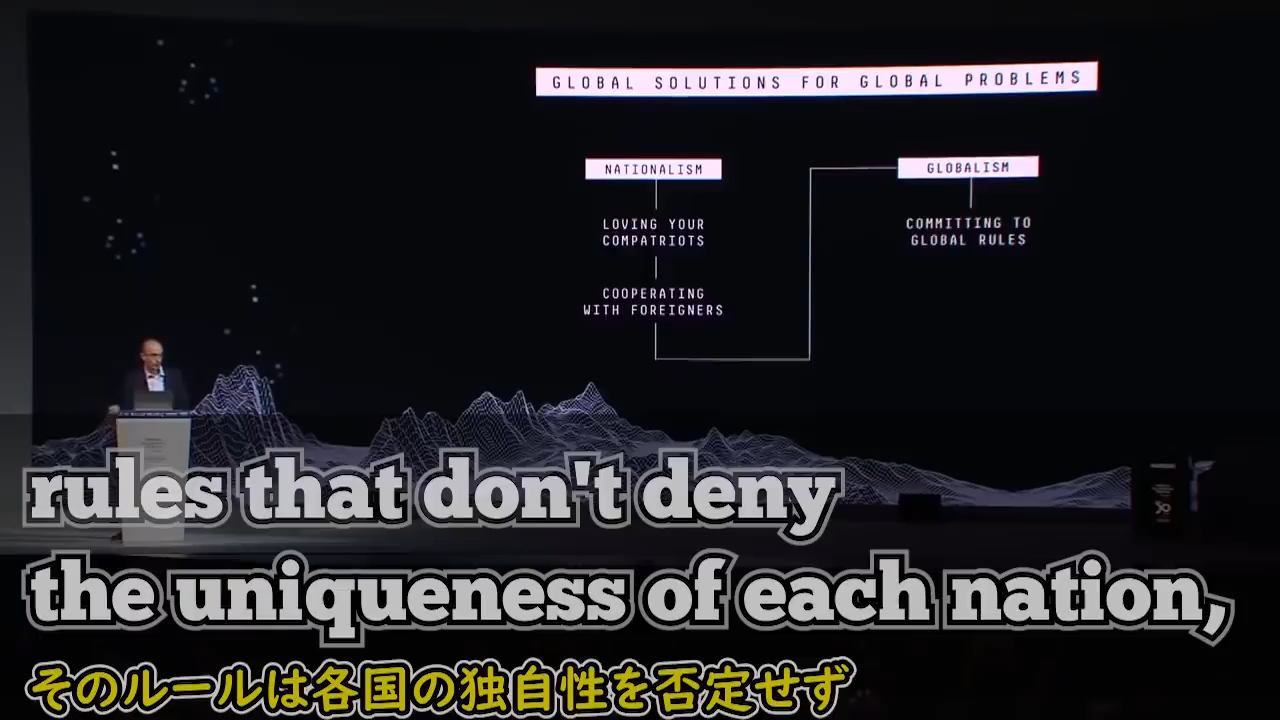 GLOBAL SOLUTIONS FOR GLOBAL PROBLEMS
NATIONALISM
LOVING YOUR
COMPATRIOTS
COOPERATING
WITH FOREIGNERS
GLOBALISM
COMMITTING TO
GLOBAL RULES
rules that don't deny
the uniqueness of each nation,
そのルールは各国の独自性を否定せず